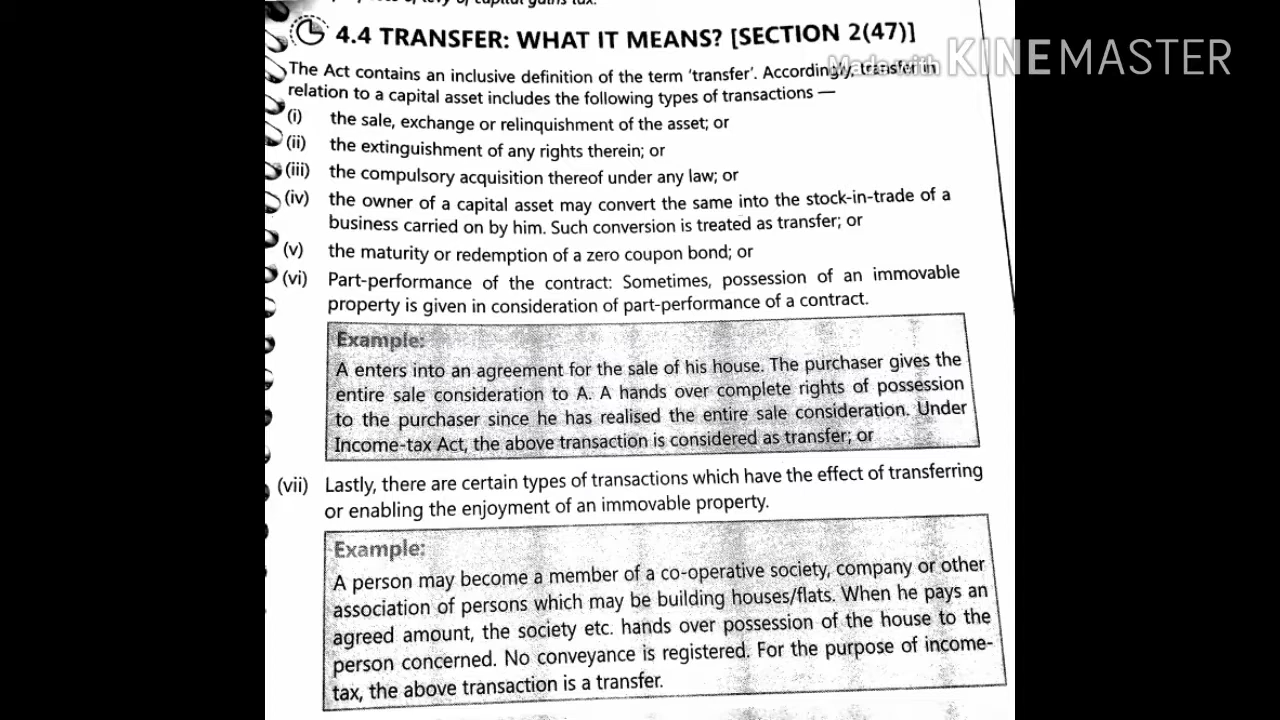 4.4 TRANSFER: WHAT IT MEANS? [SECTION 2(47)]
Made with KINEMASTER
The Act contains an inclusive definition of the term 'transfer'. Accordingly, transfer in
relation to a capital asset includes the following types of transactions —
(i) the sale, exchange or relinquishment of the asset; or
(ii) the extinguishment of any rights therein; or
(iii) the compulsory acquisition thereof under any law; or
(iv) the owner of a capital asset may convert the same into the stock-in-trade of a
business carried on by him. Such conversion is treated as transfer; or
(v) the maturity or redemption of a zero coupon bond; or
(vi) Part-performance of the contract: Sometimes, possession of an immovable
property is given in consideration of part-performance of a contract.
Example:
A enters into an agreement for the sale of his house. The purchaser gives the
entire sale consideration to A. A hands over complete rights of possession
to the purchaser since he has realised the entire sale consideration. Under
Income-tax Act, the above transaction is considered as transfer; or
(vii) Lastly, there are certain types of transactions which have the effect of transferring
or enabling the enjoyment of an immovable property.
Example:
A person may become a member of a co-operative society, company or other
association of persons which may be building houses/flats. When he pays an
agreed amount, the society etc. hands over possession of the house to the
person concerned. No conveyance is registered. For the purpose of income-
tax, the above transaction is a transfer.